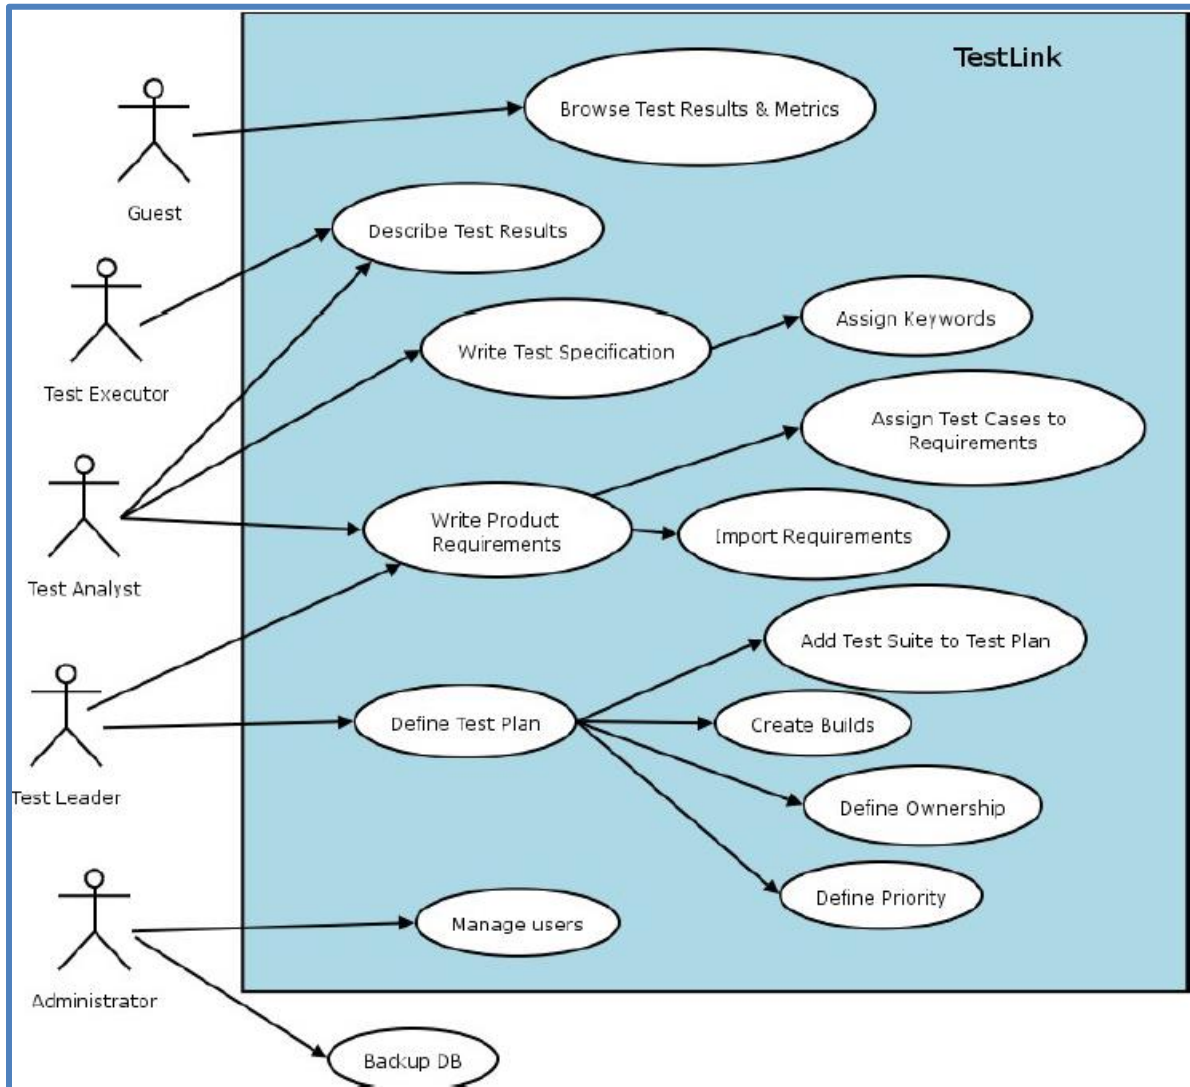 TestLink
Browse Test Results & Metrics
Guest
Describe Test Results
Assign Keywords
Write Test Specification
Test Executor
Assign Test Cases to
Requirements
Write Product
Requirements
Import Requirements
Test Analyst
Add Test Suite to Test Plan
Define Test Plan
Create Builds
Test Leader
Define Ownership
Define Priority
Manage users
Administrator
Backup DB